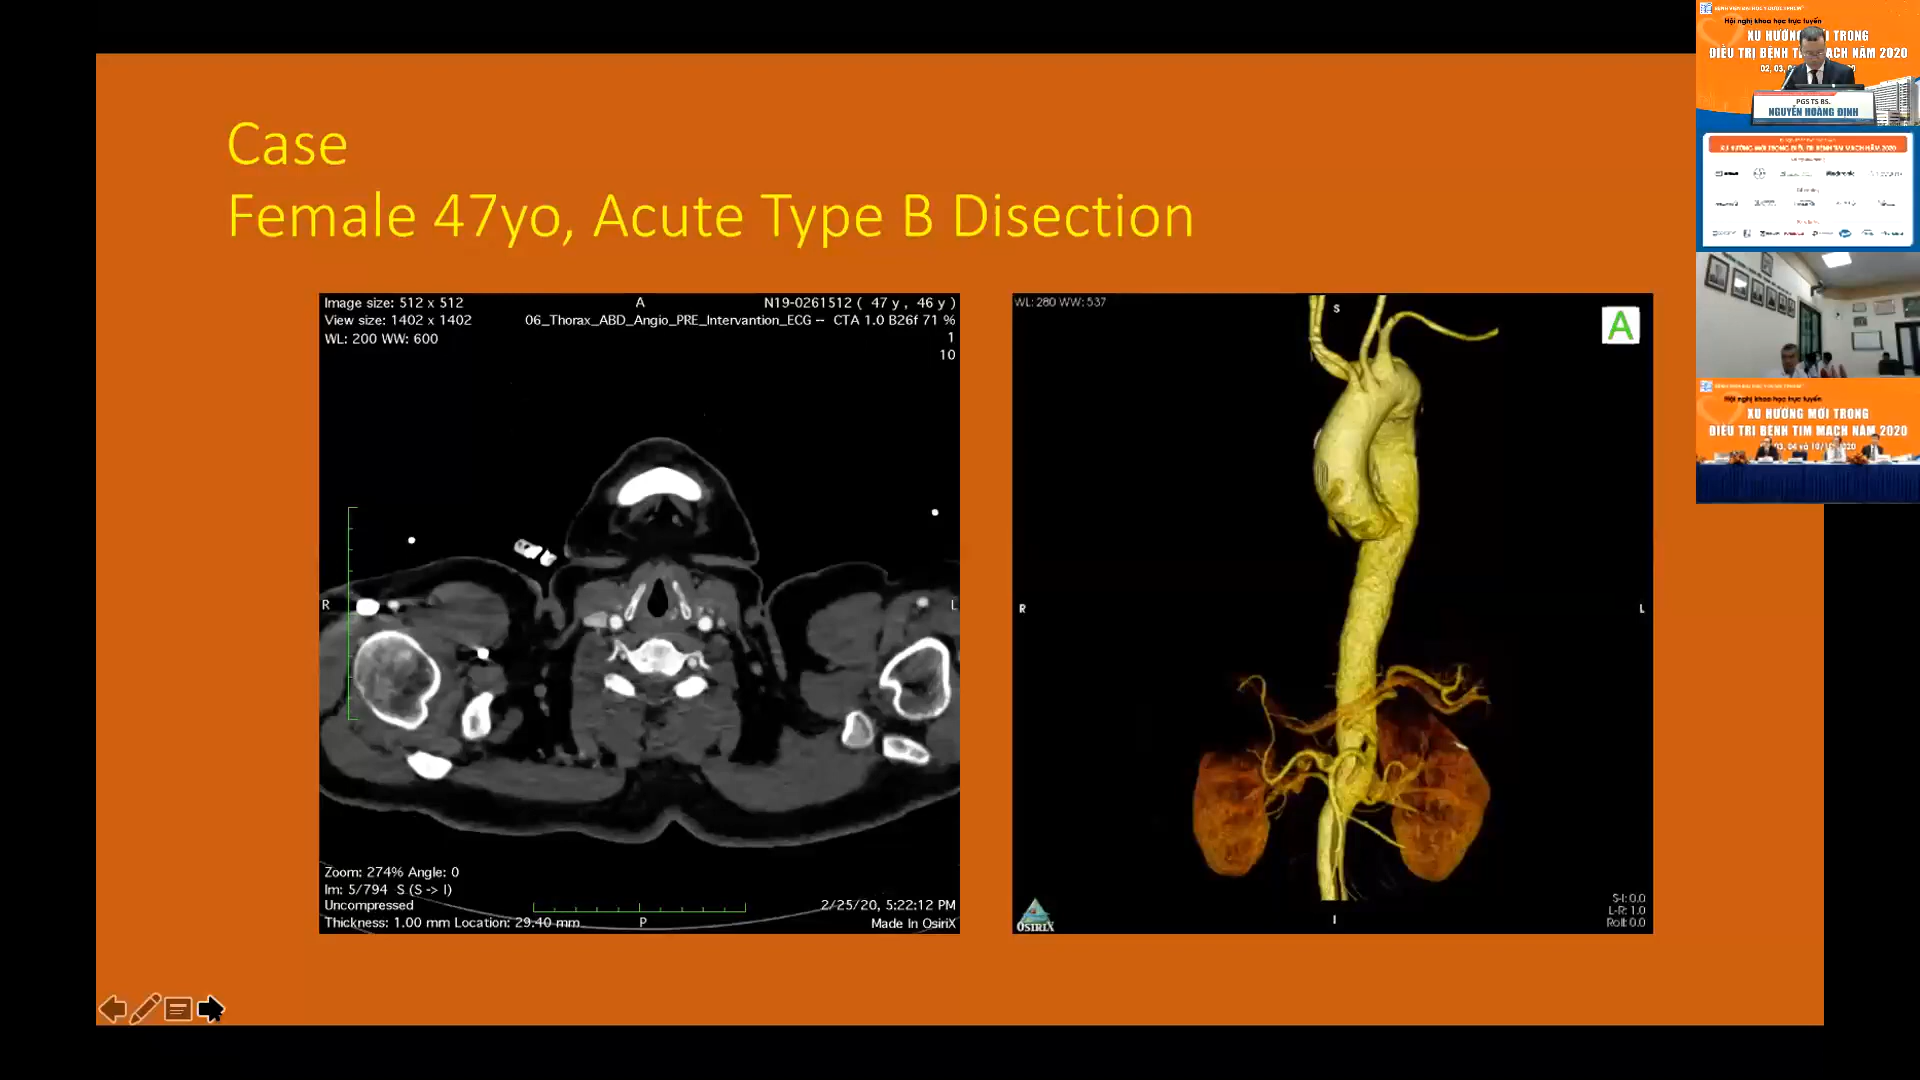 Case
Female 47yo, Acute Type B Disection
Image size: 512 x 512
View size: 1402 x 1402
WL: 200 WW: 600
A
N19-0261512 ( 47 y , 46 y )
06_Thorax_ABD_Angio_PRE_Intervantion_ECG -- CTA 1.0 B26f 71 %
1
10
R
L
Zoom: 274% Angle: 0
Im: 5/794 S (S -> I)
Uncompressed
Thickness: 1.00 mm Location: 29.40 mm
P
2/25/20, 5:22:12 PM
Made In OsiriX
WL: 280 WW: 537
S
A
R
L
I
OSIRIX
S-I: 0.0
L-R: 1.0
Roll: 0.0
Hội nghị khoa học trực tuyến
XU HƯỚNG MỚI TRONG
ĐIỀU TRỊ BỆNH TIM MẠCH NĂM 2020
PGS TS BS.
NGUYỄN HOÀNG ĐỊNH
XU HƯỚNG MỚI TRONG ĐIỀU TRỊ BỆNH TIM MẠCH NĂM 2020
Medtronic
Hội nghị khoa học trực tuyến
XU HƯỚNG MỚI TRONG
ĐIỀU TRỊ BỆNH TIM MẠCH NĂM 2020